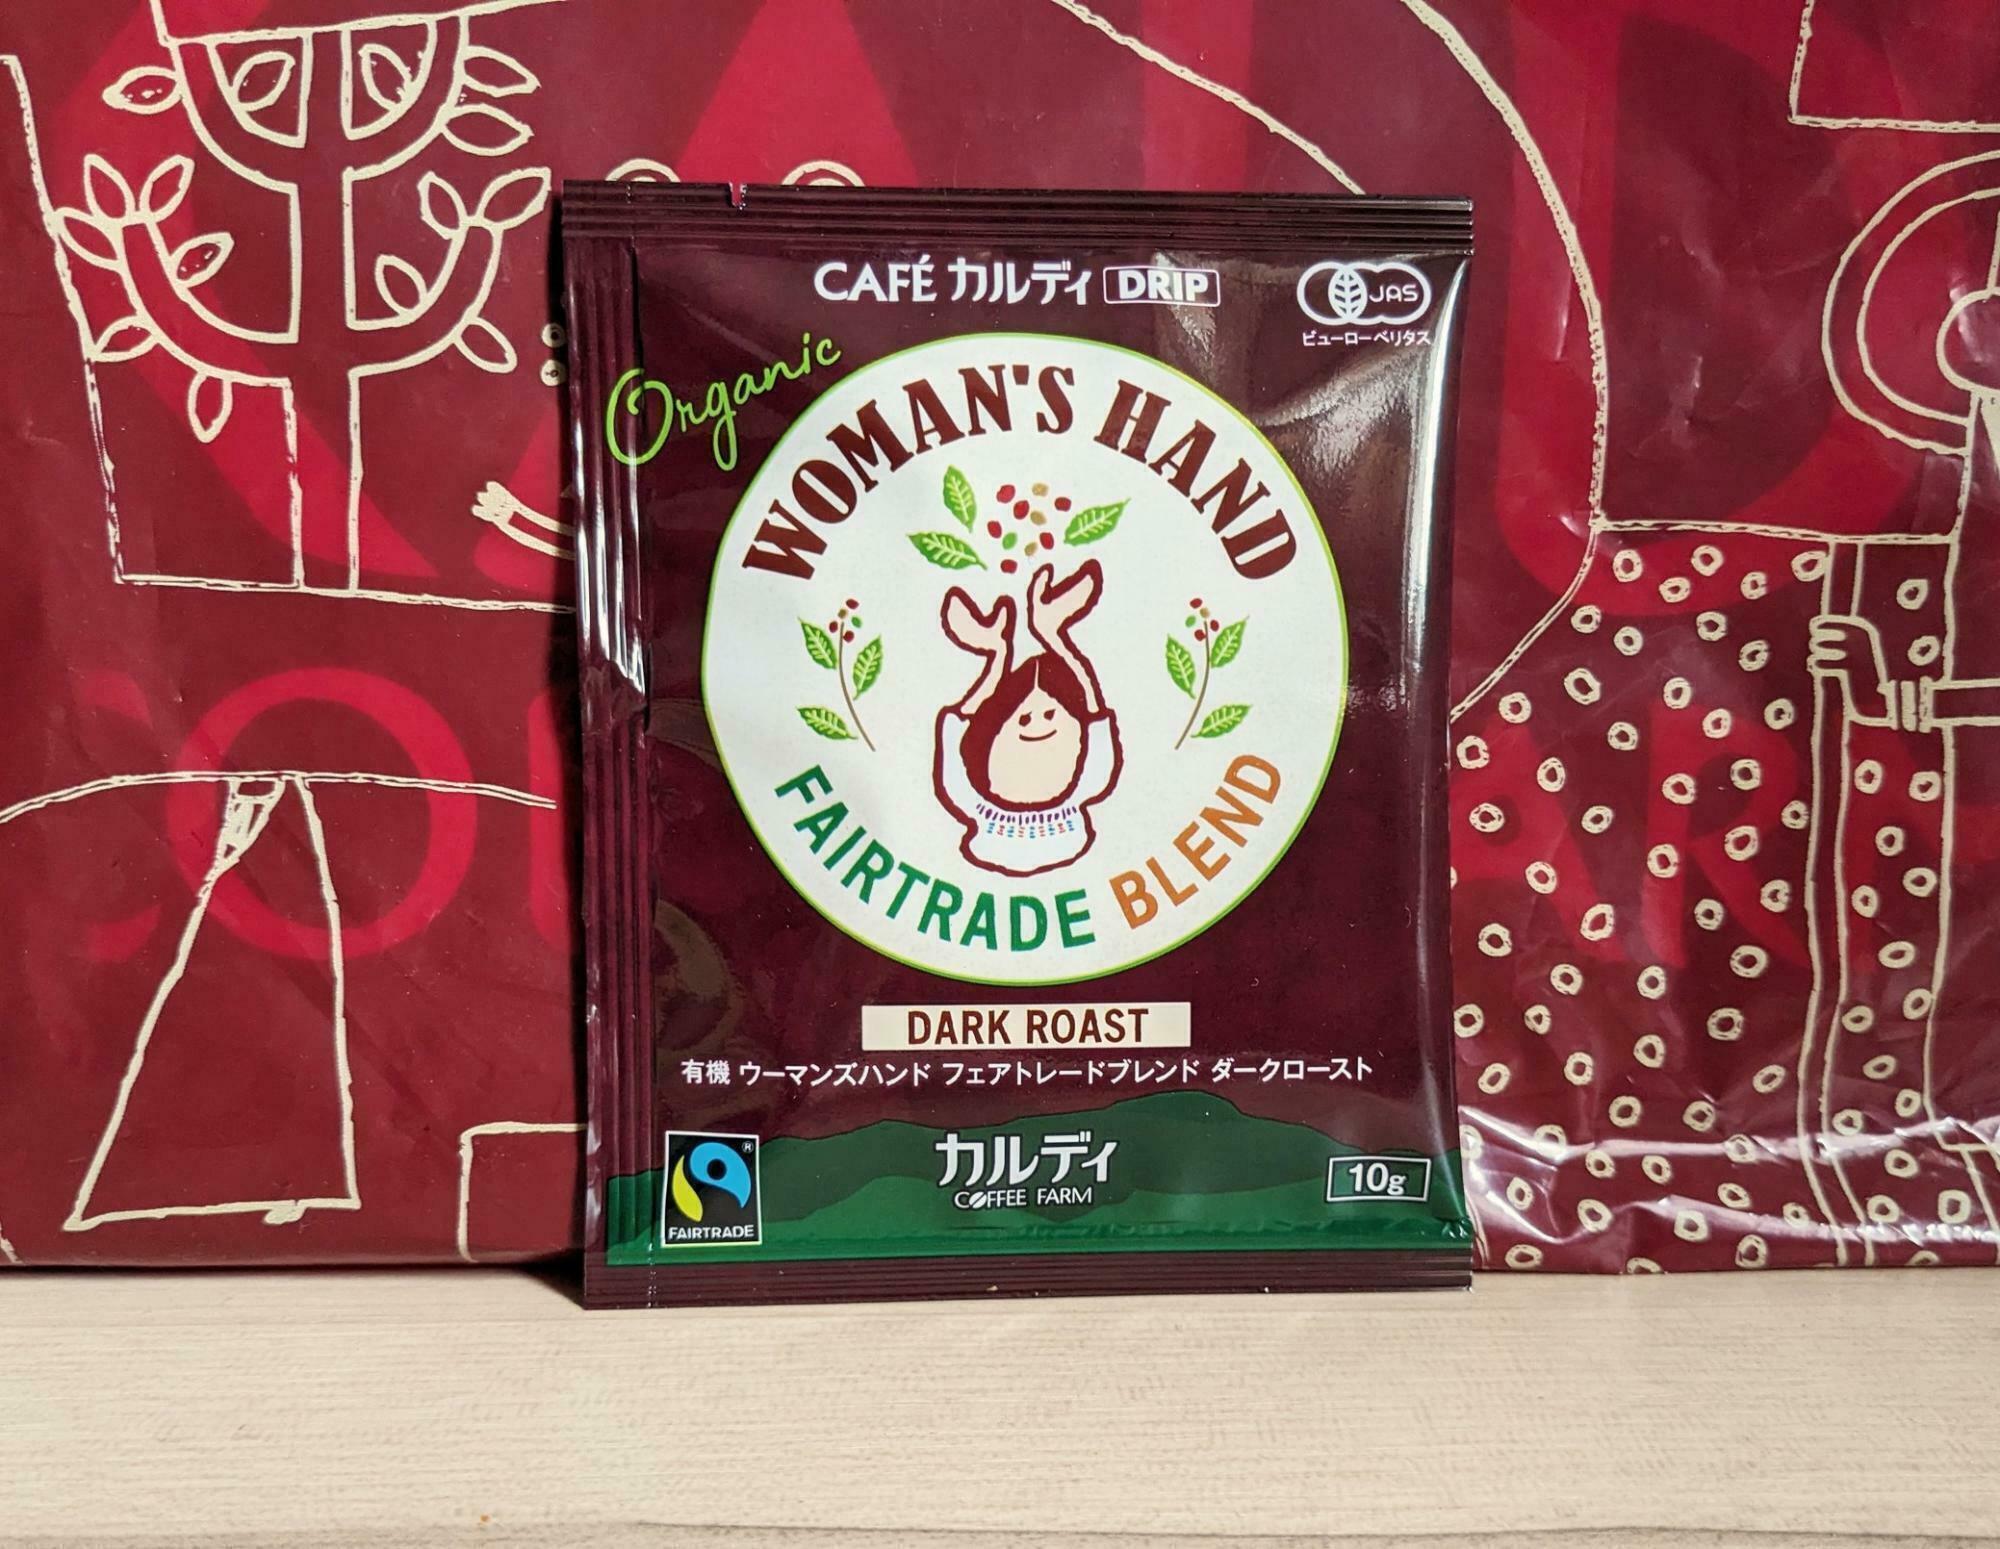 CAFÉ カルディ DRIP
JAS
ビューローベリタス
Organic
WOMAN'S HAND
FAIRTRADE BLEND
DARK ROAST
有機 ウーマンズハンド フェアトレードブレンド ダークロースト
カルディ
COFFEE FARM
10g
FAIRTRADE